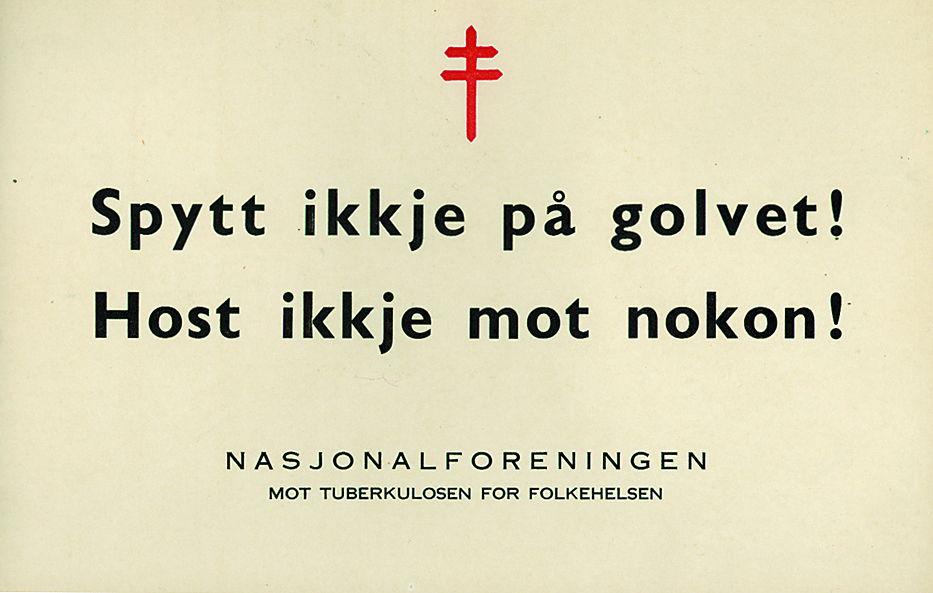 Spytt ikkje på golvet!
Host ikkje mot nokon!
NASJONALFORENINGEN
MOT TUBERKULOSEN FOR FOLKEHELSEN